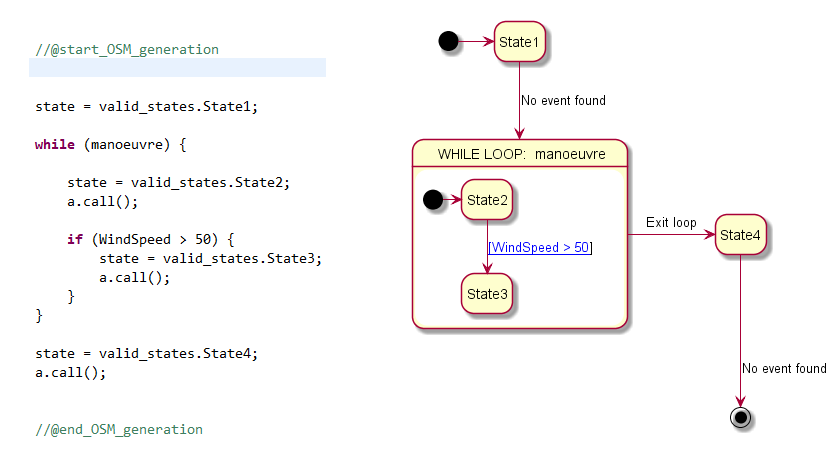 //@start_OSM_generation
state = valid_states.State1;
while (manoeuvre) {
state = valid_states.State2;
a.call();
if (WindSpeed > 50) {
state = valid_states.State3;
a.call();
}
}
state = valid_states.State4;
a.call();
//@end_OSM_generation
State1
No event found
WHILE LOOP: manoeuvre
State2
[WindSpeed > 50]
State3
Exit loop
State4
No event found